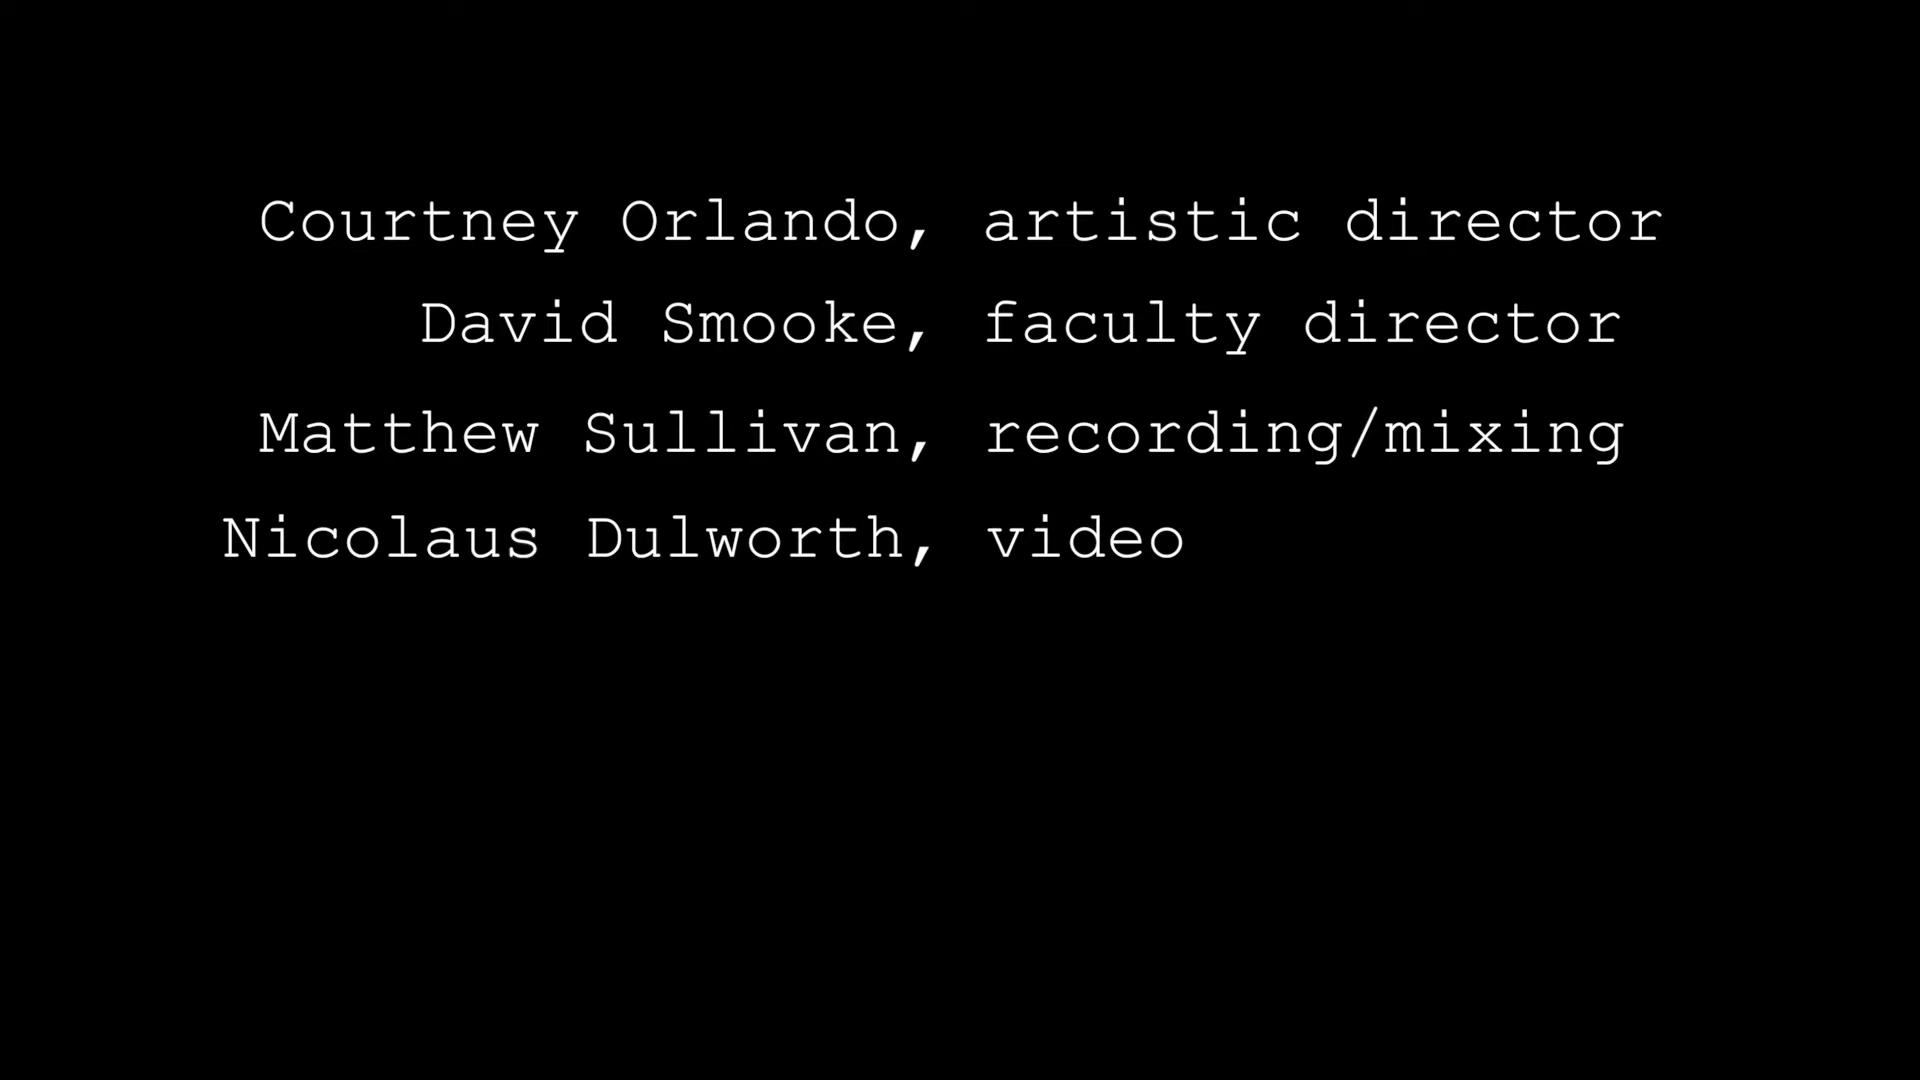 Courtney Orlando, artistic director
David Smooke, faculty director
Matthew Sullivan, recording/mixing
Nicolaus Dulworth, video